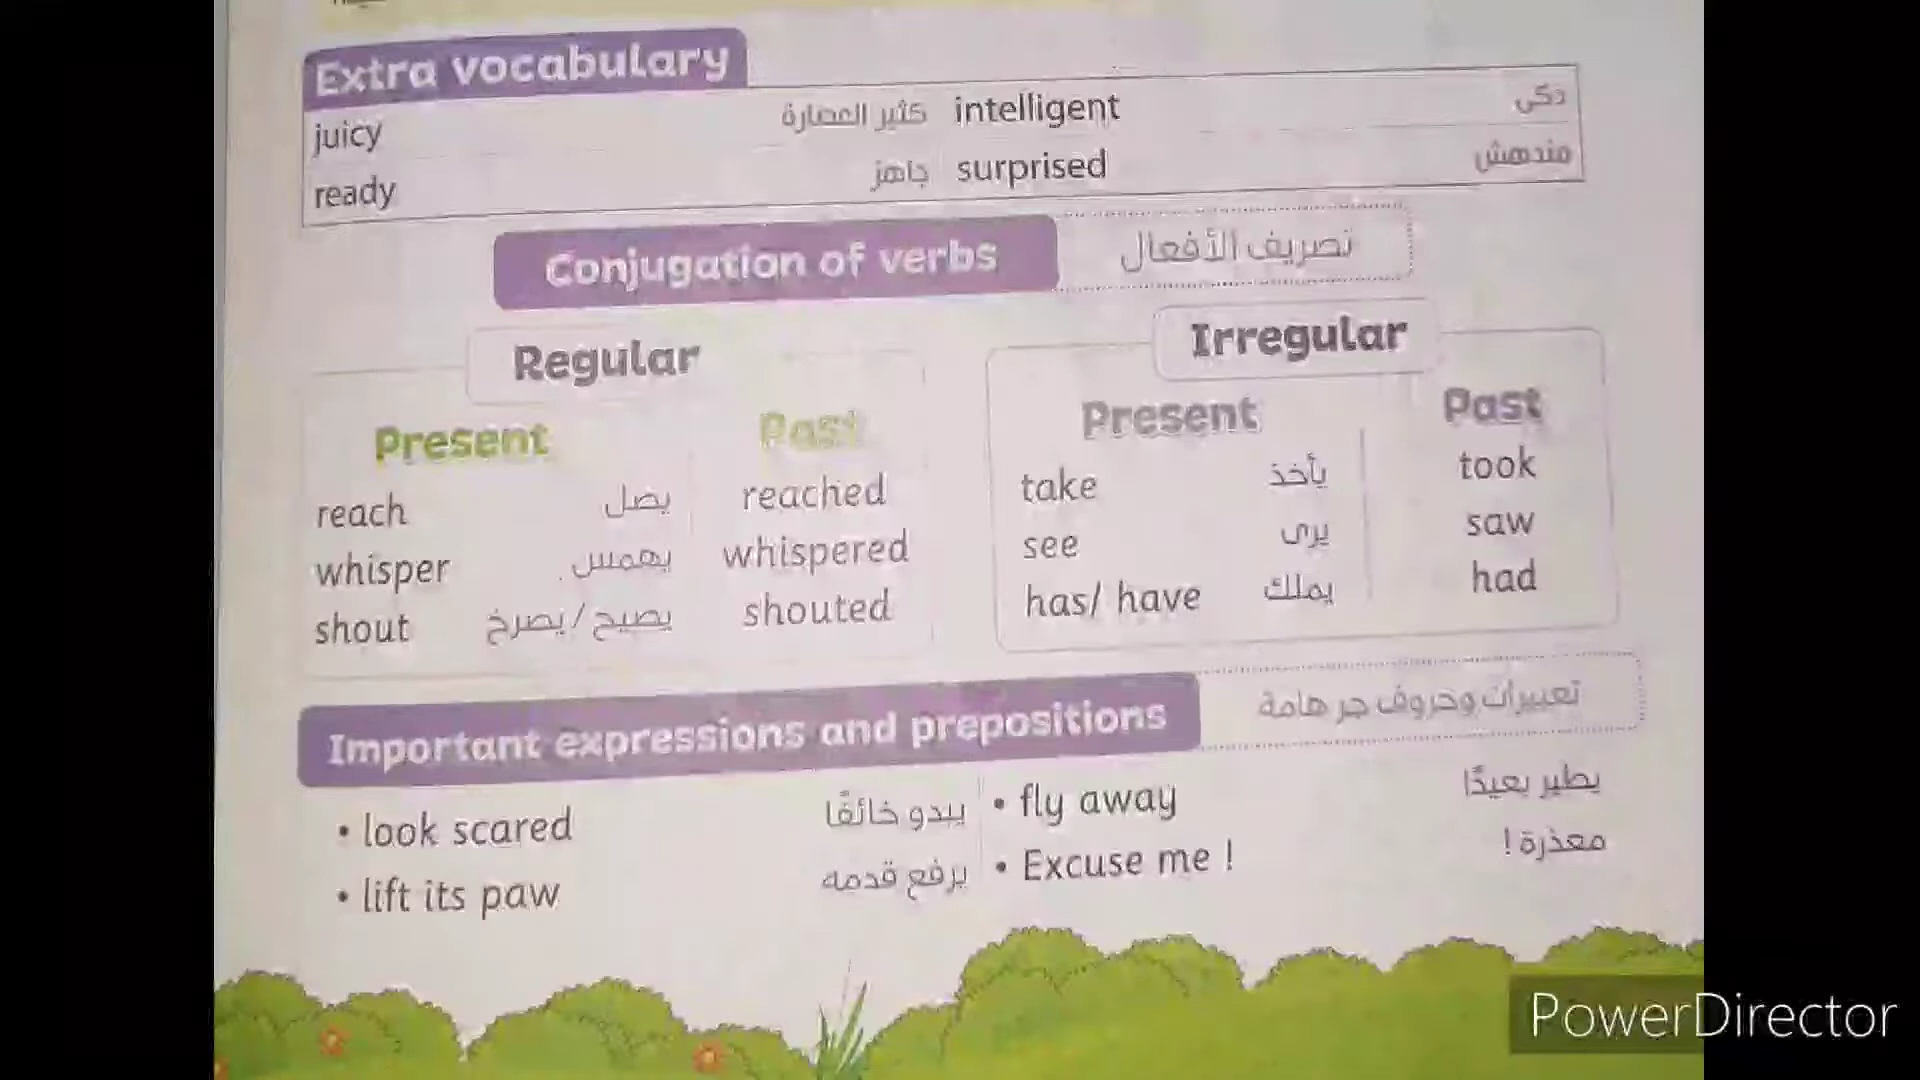 Extra vocabulary
juicy كثير العصارة intelligent ذكى
ready جاهز surprised مندهش
Conjugation of verbs تصريف الأفعال
Regular
Present Past
reach يصل reached
whisper يهمس whispered
shout يصيح / يصرخ shouted
Irregular
Present Past
take يأخذ took
see يرى saw
has/ have يملك had
Important expressions and prepositions تعبيرات وحروف جر هامة
• look scared يبدو خائفًا • fly away يطير بعيدًا
• lift its paw يرفع قدمه • Excuse me ! معذرة !
PowerDirector